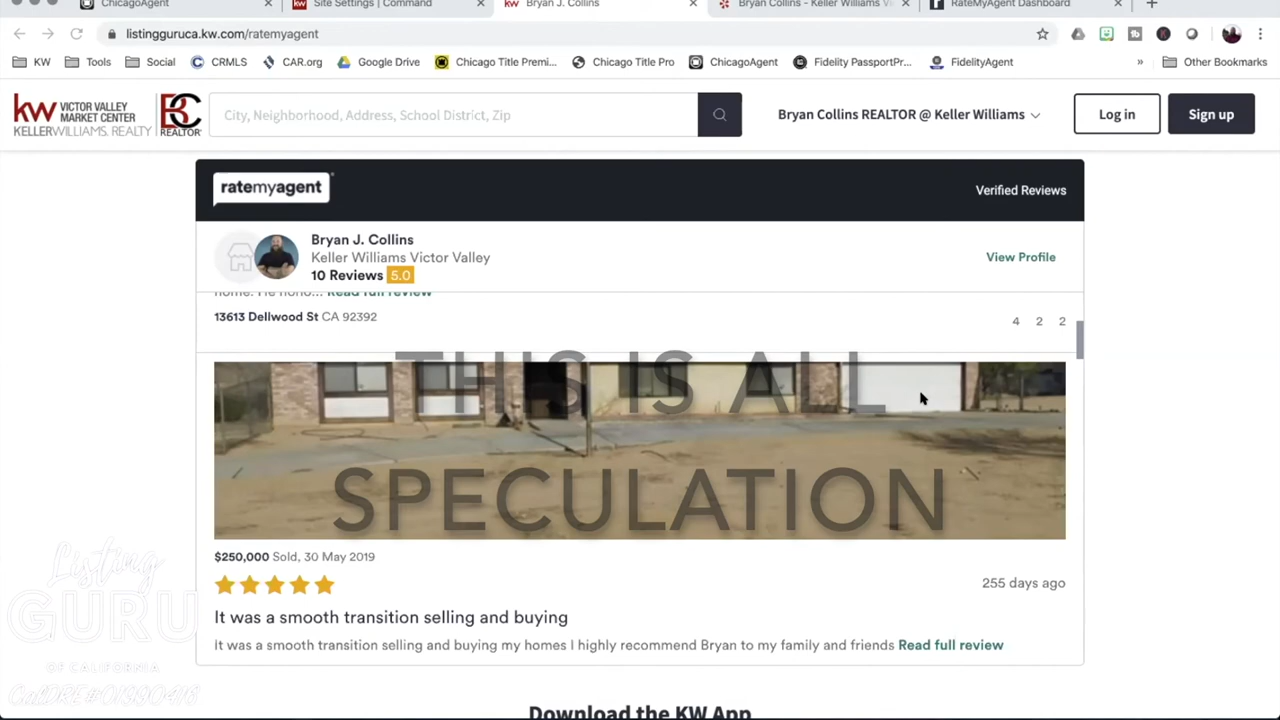 ChicagoAgent
Site Settings | Command
Bryan J. Collins
Bryan Collins - Keller Williams Vi
RateMyAgent Dashboard
listingguruca.kw.com/ratemyagent
KW
Tools
Social
CRMLS
CAR.org
Google Drive
Chicago Title Premi...
Chicago Title Pro
ChicagoAgent
Fidelity PassportPr...
FidelityAgent
»
Other Bookmarks
kw VICTOR VALLEY
MARKET CENTER
KELLERWILLIAMS. REALTY
BC
REALTOR
City, Neighborhood, Address, School District, Zip
Bryan Collins REALTOR @ Keller Williams
Log in
Sign up
ratemyagent
Verified Reviews
Bryan J. Collins
Keller Williams Victor Valley
10 Reviews 5.0
View Profile
home. He hono... Read full review
13613 Dellwood St CA 92392
4 2 2
THIS IS ALL
SPECULATION
$250,000 Sold, 30 May 2019
255 days ago
It was a smooth transition selling and buying
It was a smooth transition selling and buying my homes I highly recommend Bryan to my family and friends Read full review
Listing
GURU
OF CALIFORNIA
Download the KW App